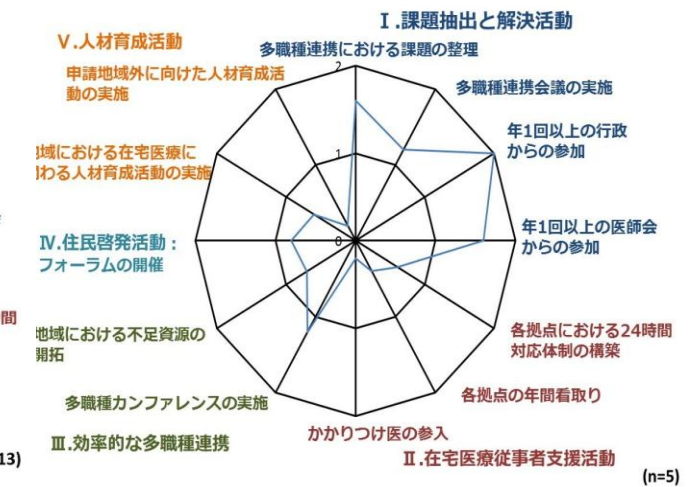 Ⅰ.課題抽出と解決活動
Ⅴ.人材育成活動
多職種連携における課題の整理
2
申請地域外に向けた人材育成活
動の実施
多職種連携会議の実施
年1回以上の行政
からの参加
1
域における在宅医療に
わる人材育成活動の実施
年1回以上の医師会
からの参加
0
Ⅳ.住民啓発活動：
フォーラムの開催
間
地域における不足資源の
開拓
各拠点における24時間
対応体制の構築
各拠点の年間看取り
多職種カンファレンスの実施
かかりつけ医の参入
Ⅲ.効率的な多職種連携
Ⅱ.在宅医療従事者支援活動
13)
(n=5)